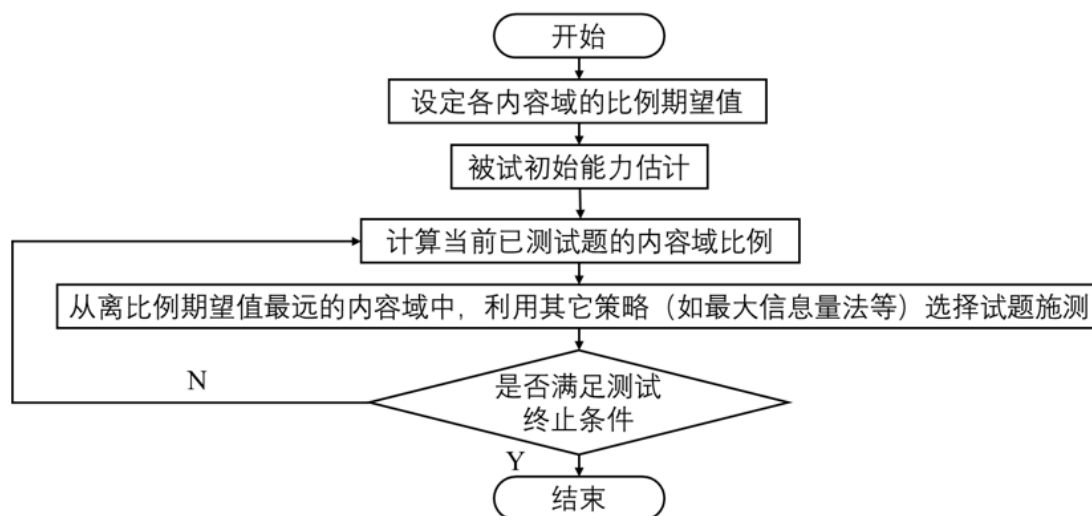 开始
设定各内容域的比例期望值
被试初始能力估计
计算当前已测试题的内容域比例
从离比例期望值最远的内容域中，利用其它策略（如最大信息量法等）选择试题施测
N
是否满足测试
终止条件
Y
结束